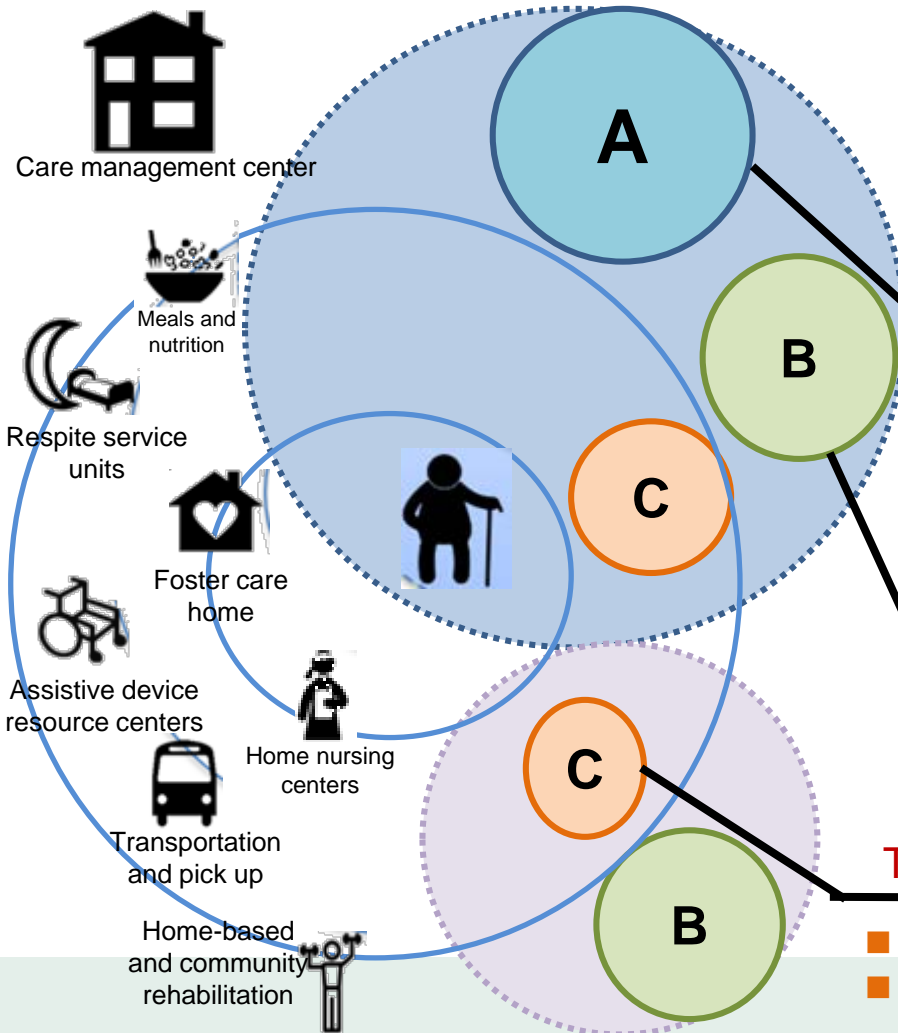 Care management center
A
Meals and
nutrition
B
Respite service
units
C
Foster care
home
Assistive device
resource centers
Home nursing
centers
C
Transportation
and pick up
T
B
Home-based
and community
rehabilitation